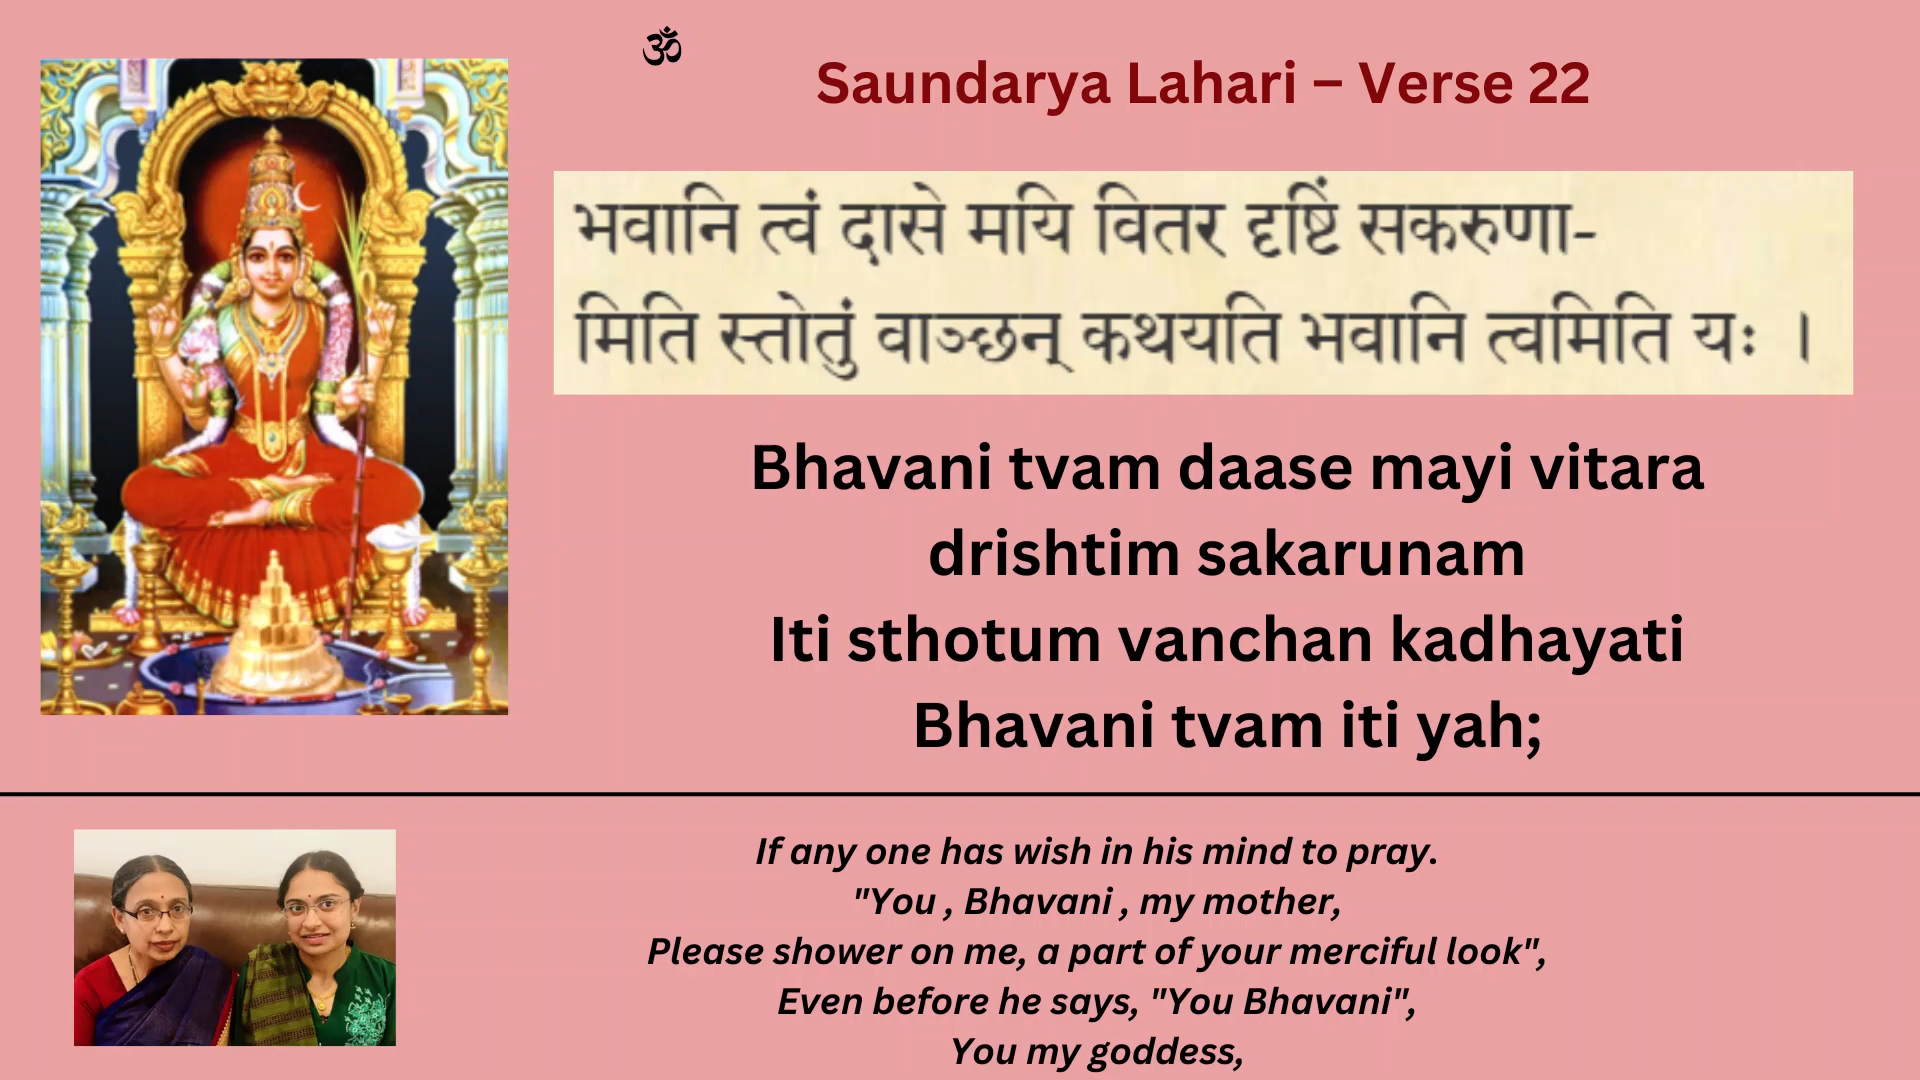 ॐ
Saundarya Lahari – Verse 22
भवानि त्वं दासे मयि वितर दृष्टिं सकरुणा-
मिति स्तोतुं वाञ्छन् कथयति भवानि त्वमिति यः ।
Bhavani tvam daase mayi vitara
drishtim sakarunam
Iti sthotum vanchan kadhayati
Bhavani tvam iti yah;
If any one has wish in his mind to pray.
"You , Bhavani , my mother,
Please shower on me, a part of your merciful look",
Even before he says, "You Bhavani",
You my goddess,